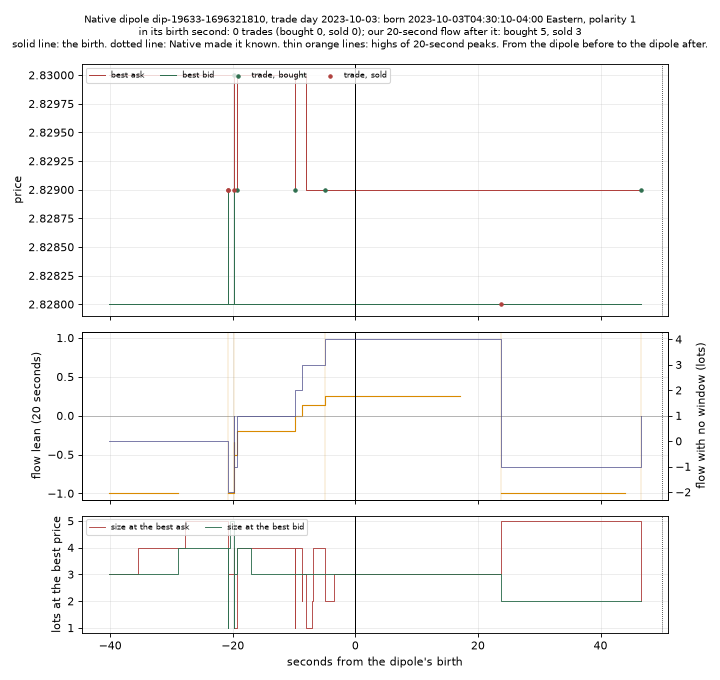 Native dipole dip-19633-1696321810, trade day 2023-10-03: born 2023-10-03T04:30:10-04:00 Eastern, polarity 1
in its birth second: 0 trades (bought 0, sold 0); our 20-second flow after it: bought 5, sold 3
solid line: the birth. dotted line: Native made it known. thin orange lines: highs of 20-second peaks. From the dipole before to the dipole after.
best ask best bid trade, bought trade, sold
2.83000
2.82975
2.82950
2.82925
2.82900
2.82875
2.82850
2.82825
2.82800
price
1.0
0.5
0.0
−0.5
−1.0
flow lean (20 seconds)
4
3
2
1
0
−1
−2
flow with no window (lots)
size at the best ask size at the best bid
5
4
3
2
1
lots at the best price
−40 −20 0 20 40
seconds from the dipole's birth